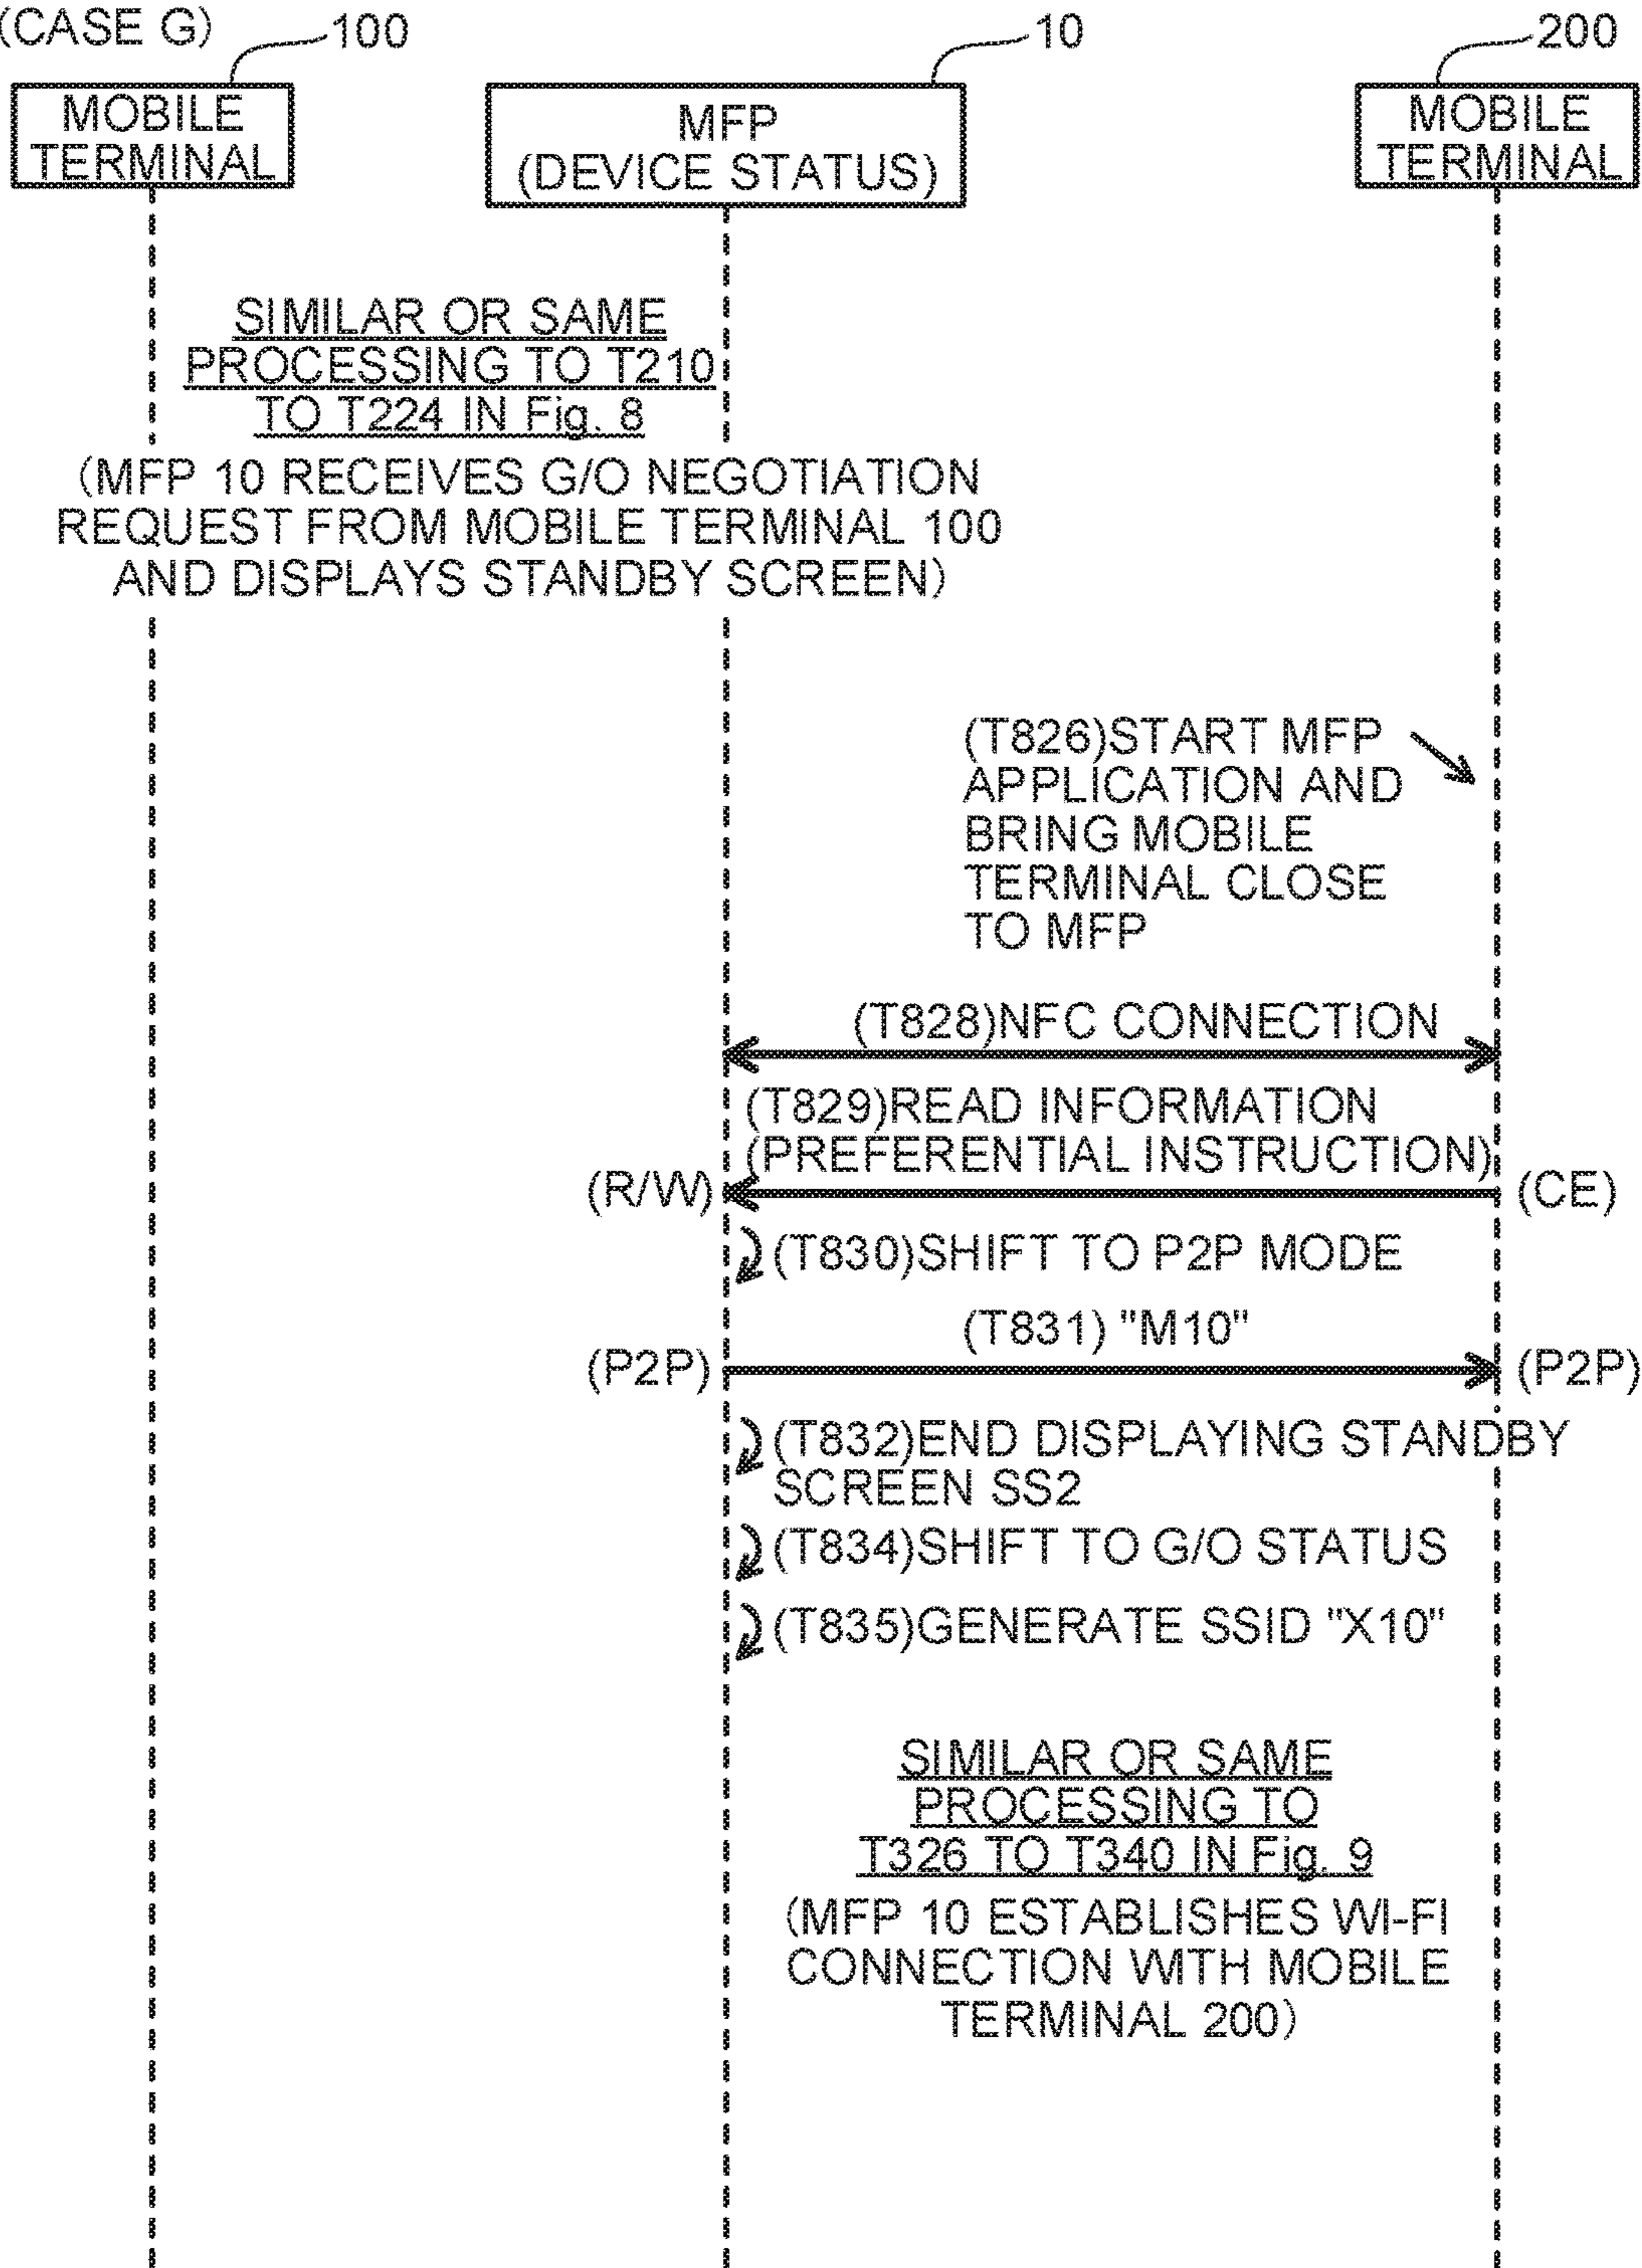 (CASE G)
100
10
200
MOBILE
TERMINAL
MFP
(DEVICE STATUS)
MOBILE
TERMINAL
SIMILAR OR SAME
PROCESSING TO T210
TO T224 IN Fig. 8
(MFP 10 RECEIVES G/O NEGOTIATION
REQUEST FROM MOBILE TERMINAL 100
AND DISPLAYS STANDBY SCREEN)
(T826)START MFP
APPLICATION AND
BRING MOBILE
TERMINAL CLOSE
TO MFP
(T828)NFC CONNECTION
(T829)READ INFORMATION
(PREFERENTIAL INSTRUCTION)
(R/W)
(CE)
(T830)SHIFT TO P2P MODE
(T831) "M10"
(P2P)
(P2P)
(T832)END DISPLAYING STANDBY
SCREEN SS2
(T834)SHIFT TO G/O STATUS
(T835)GENERATE SSID "X10"
SIMILAR OR SAME
PROCESSING TO
T326 TO T340 IN Fig. 9
(MFP 10 ESTABLISHES WI-FI
CONNECTION WITH MOBILE
TERMINAL 200)